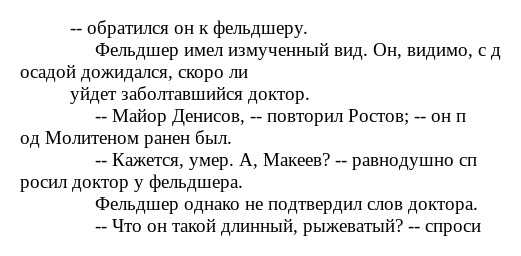 -- обратился он к фельдшеру.
Фельдшер имел измученный вид. Он, видимо, с д
осадой дожидался, скоро ли
уйдет заболтавшийся доктор.
-- Майор Денисов, -- повторил Ростов; -- он п
од Молитеном ранен был.
-- Кажется, умер. А, Макеев? -- равнодушно сп
росил доктор у фельдшера.
Фельдшер однако не подтвердил слов доктора.
-- Что он такой длинный, рыжеватый? -- спроси